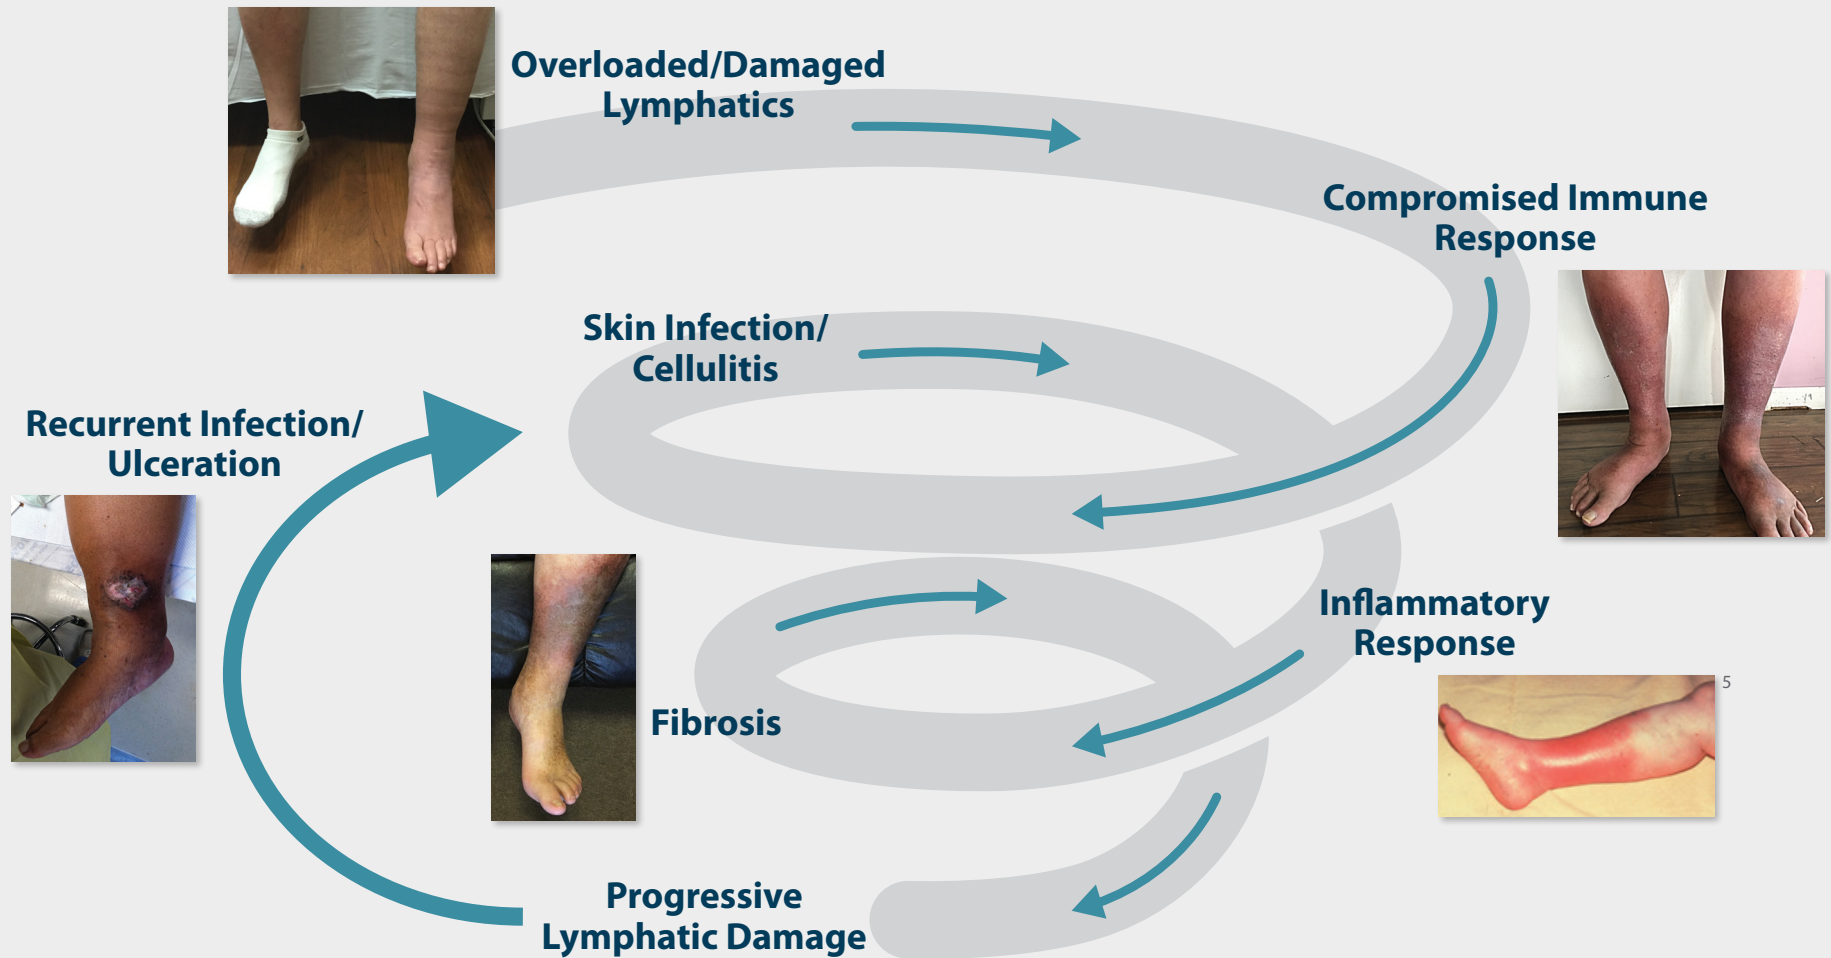 Overloaded/Damaged
Lymphatics
Compromised Immune
Response
Skin Infection/
Cellulitis
Recurrent Infection/
Ulceration
Inflammatory
Response
5
Fibrosis
Progressive
Lymphatic Damage